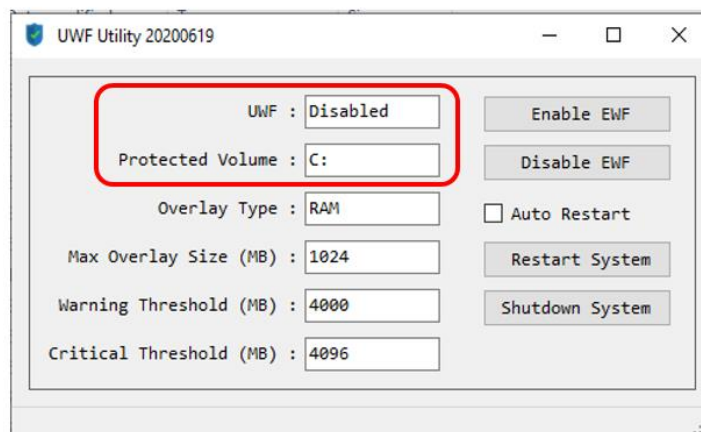 UWF Utility 20200619
UWF : Disabled
Enable EWF
Protected Volume : C:
Disable EWF
Overlay Type : RAM
Auto Restart
Max Overlay Size (MB) : 1024
Restart System
Warning Threshold (MB) : 4000
Shutdown System
Critical Threshold (MB) : 4096